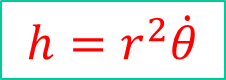 h = r²θ̇